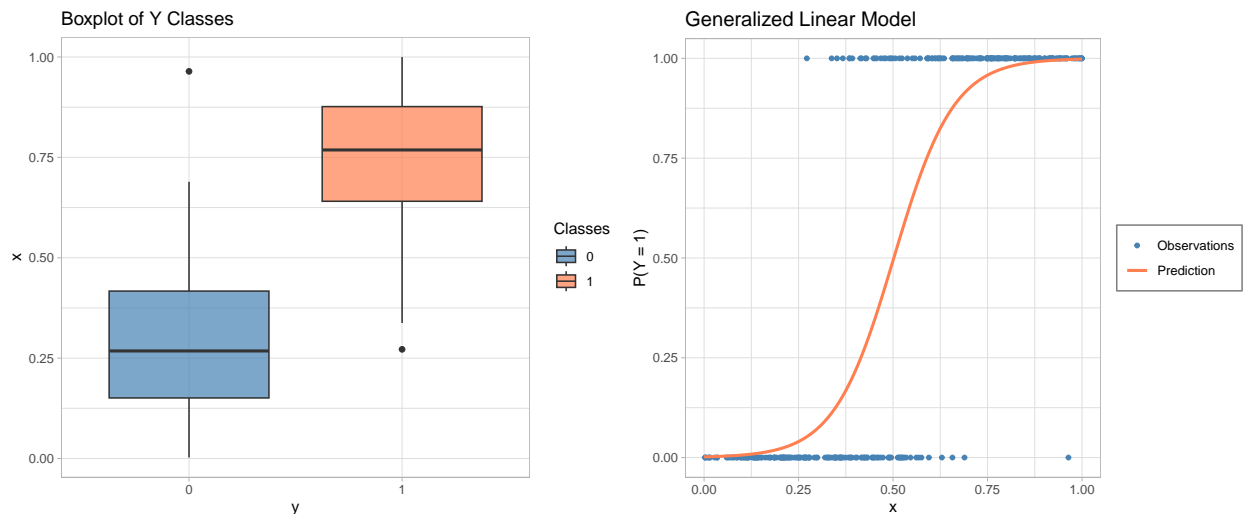 Boxplot of Y Classes
1.00
0.75
0.50
0.25
0.00
x
0
1
y
Classes
0
1
Generalized Linear Model
1.00
0.75
0.50
0.25
0.00
P(Y = 1)
0.00
0.25
0.50
0.75
1.00
x
Observations
Prediction